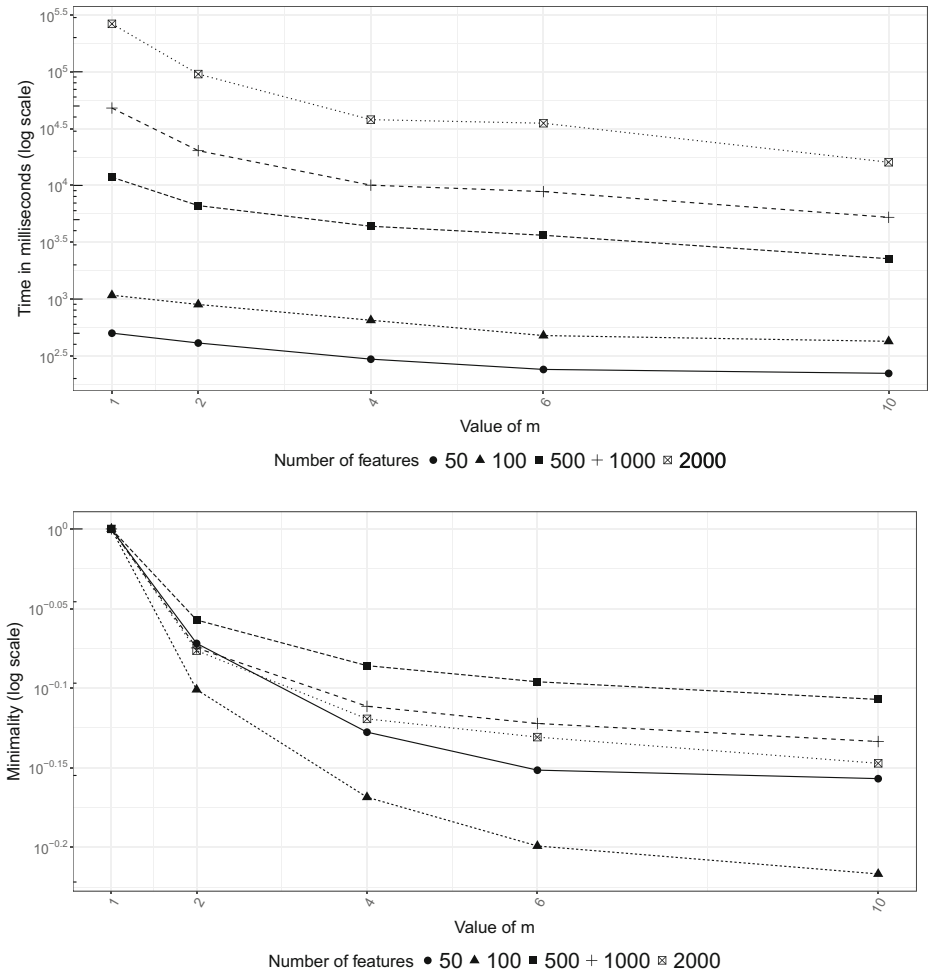 Time in milliseconds (log scale)
10^5.5
10^5
10^4.5
10^4
10^3.5
10^3
10^2.5
1 2 4 6 10
Value of m
Number of features 50 100 500 1000 2000
Minimality (log scale)
10^0
10^−0.05
10^−0.1
10^−0.15
10^−0.2
1 2 4 6 10
Value of m
Number of features 50 100 500 1000 2000